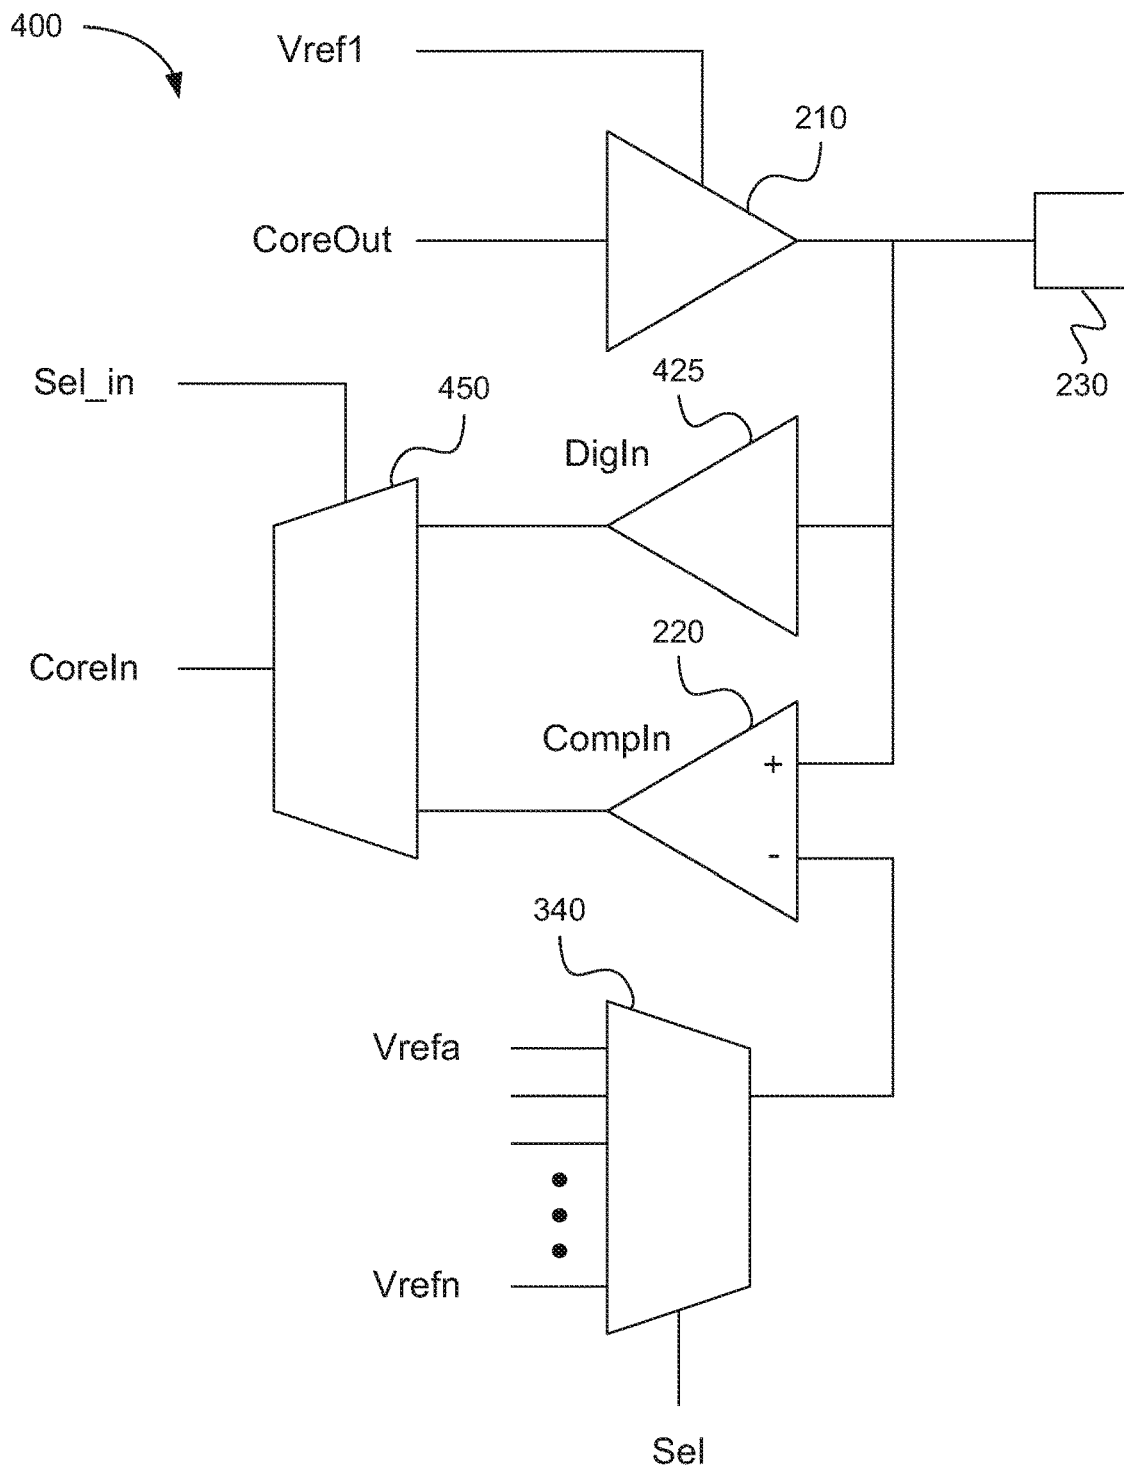 400
Vref1
210
CoreOut
230
Sel_in
450
425
DigIn
CoreIn
220
CompIn
+
-
340
Vrefa
Vrefn
Sel